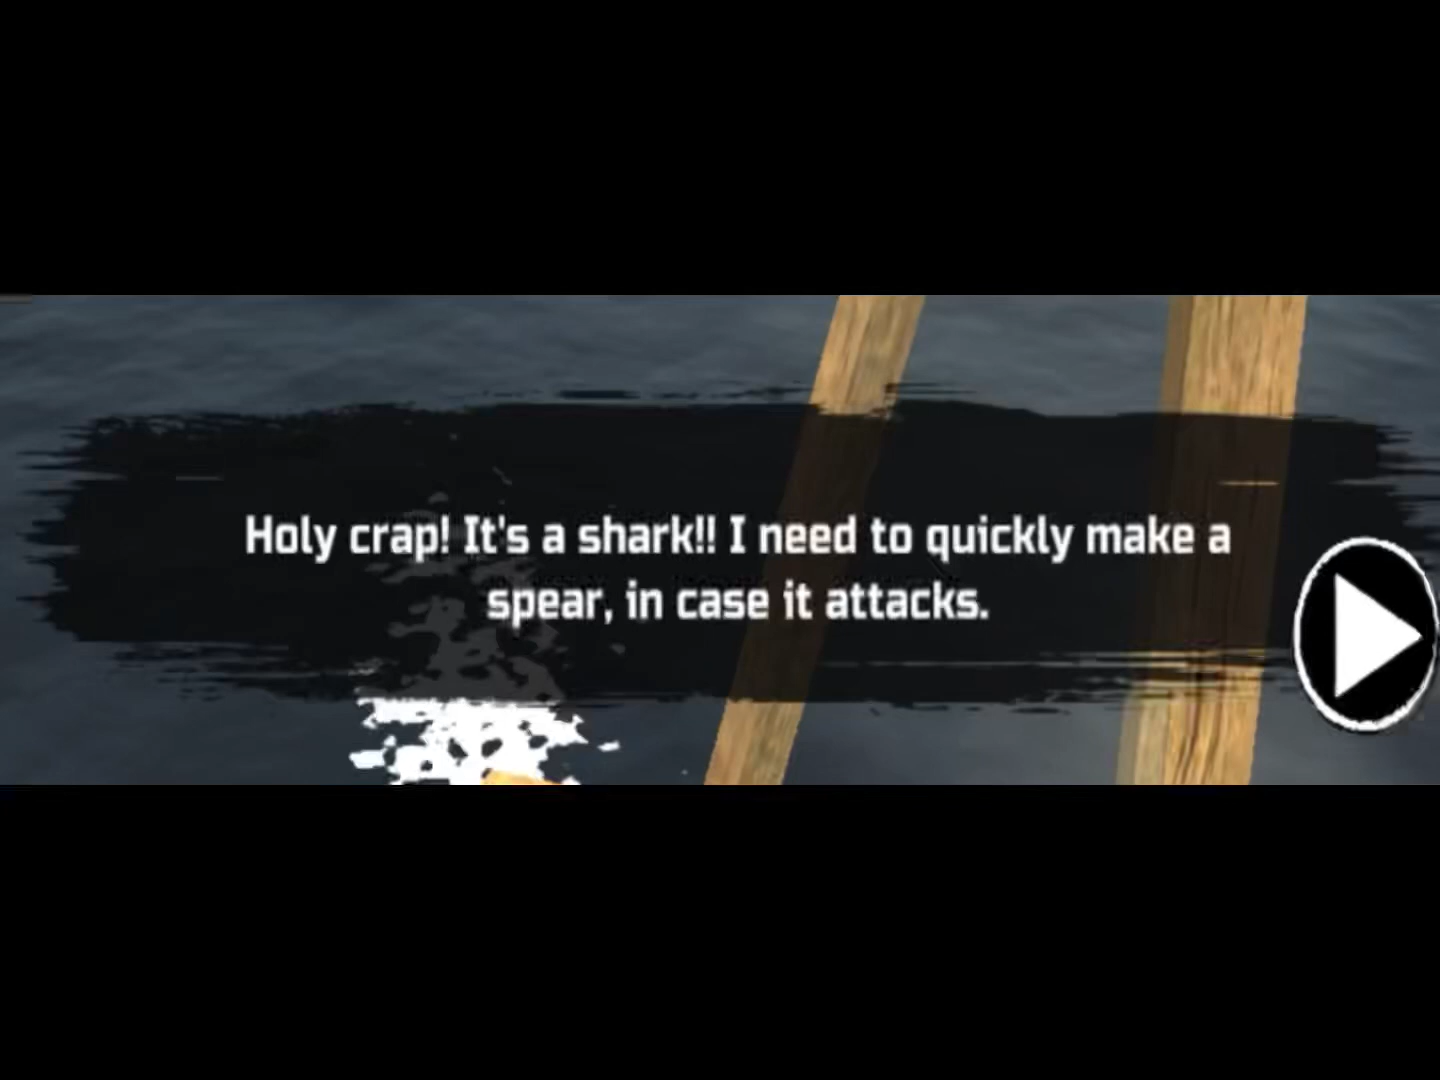 Holy crap! It's a shark!! I need to quickly make a
spear, in case it attacks.